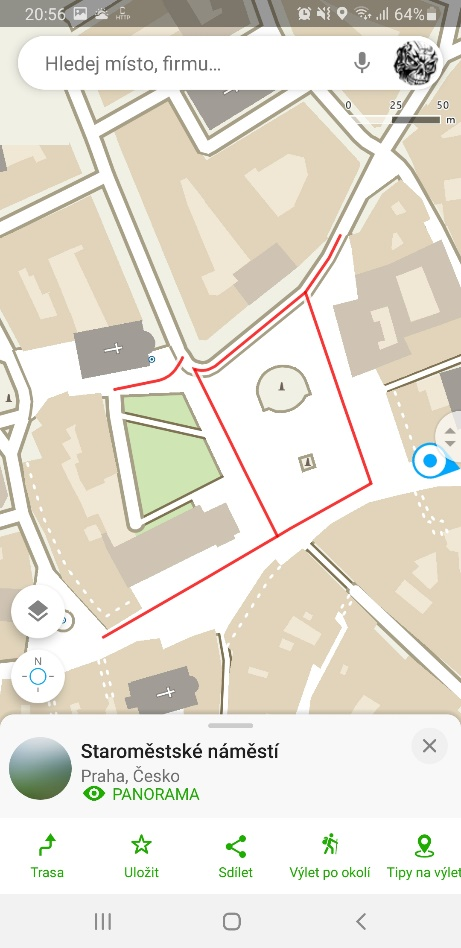 20:56
HTTP
64%
Hledej místo, firmu…
0 25 50
m
N
Staroměstské náměstí
Praha, Česko
PANORAMA
Trasa
Uložit
Sdílet
Výlet po okolí
Tipy na výlet